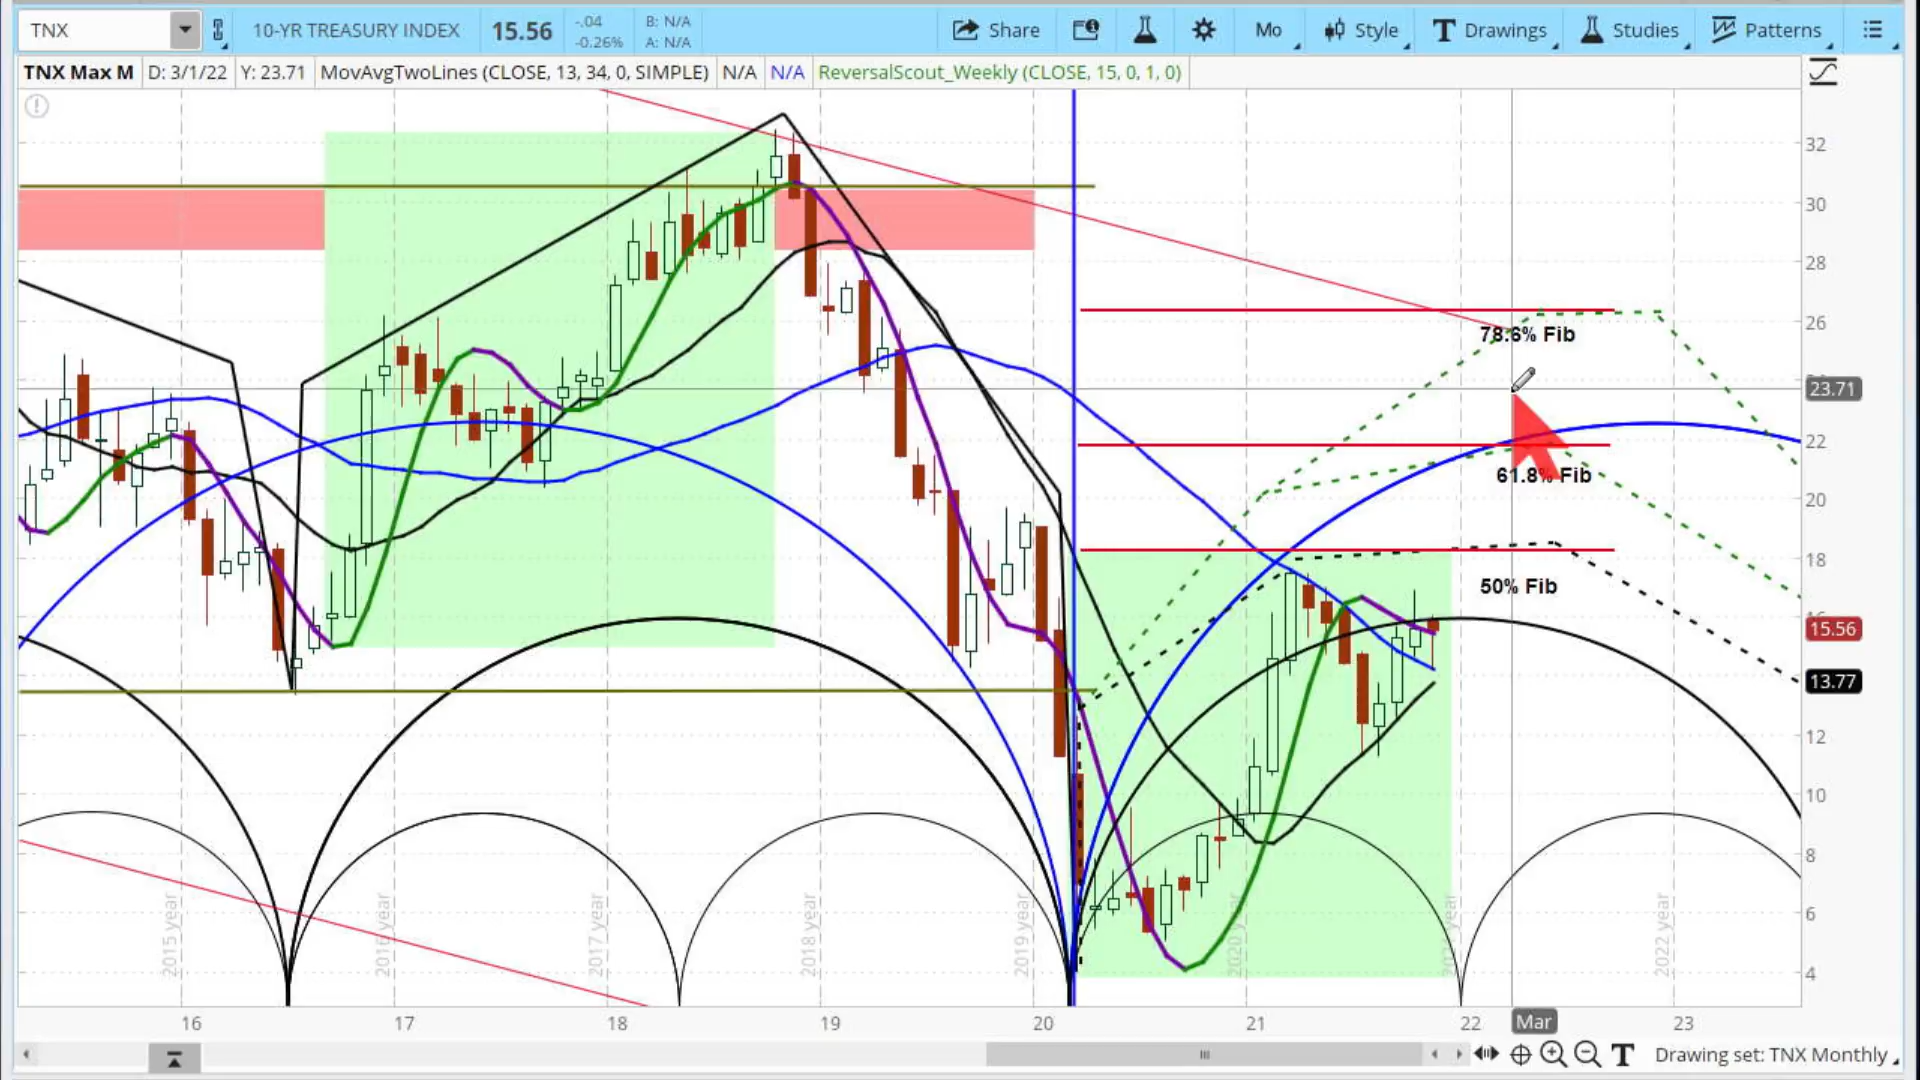 TNX
10-YR TREASURY INDEX
15.56
-.04
-0.26%
B: N/A
A: N/A
Share
Mo
Style
Drawings
Studies
Patterns
TNX Max M
D: 3/1/22
Y: 23.71
MovAvgTwoLines (CLOSE, 13, 34, 0, SIMPLE)
N/A
N/A
ReversalScout_Weekly (CLOSE, 15, 0, 1, 0)
32
30
28
26
78.6% Fib
23.71
22
61.8% Fib
20
18
50% Fib
16
15.56
13.77
12
10
8
6
4
2015 year
2016 year
2017 year
2018 year
2019 year
2020 year
2021 year
2022 year
16
17
18
19
20
21
22
Mar
23
T
Drawing set: TNX Monthly